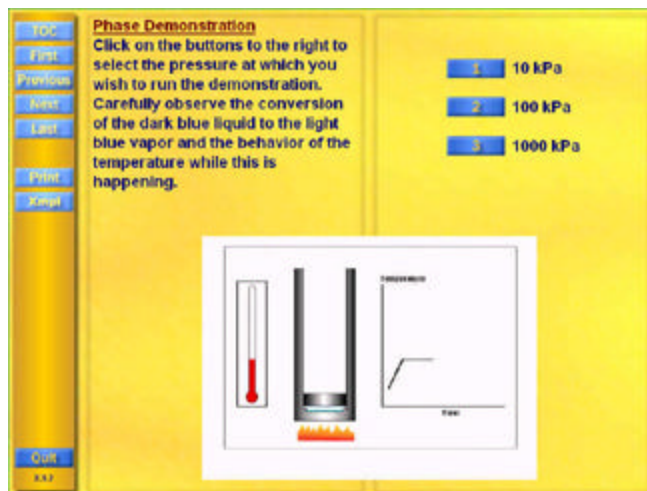 TOC
First
Previous
Next
Last
Print
Xmpl
Quit
Phase Demonstration
Click on the buttons to the right to
select the pressure at which you
wish to run the demonstration.
Carefully observe the conversion
of the dark blue liquid to the light
blue vapor and the behavior of the
temperature while this is
happening.
1 10 kPa
2 100 kPa
3 1000 kPa
Temperature
Time